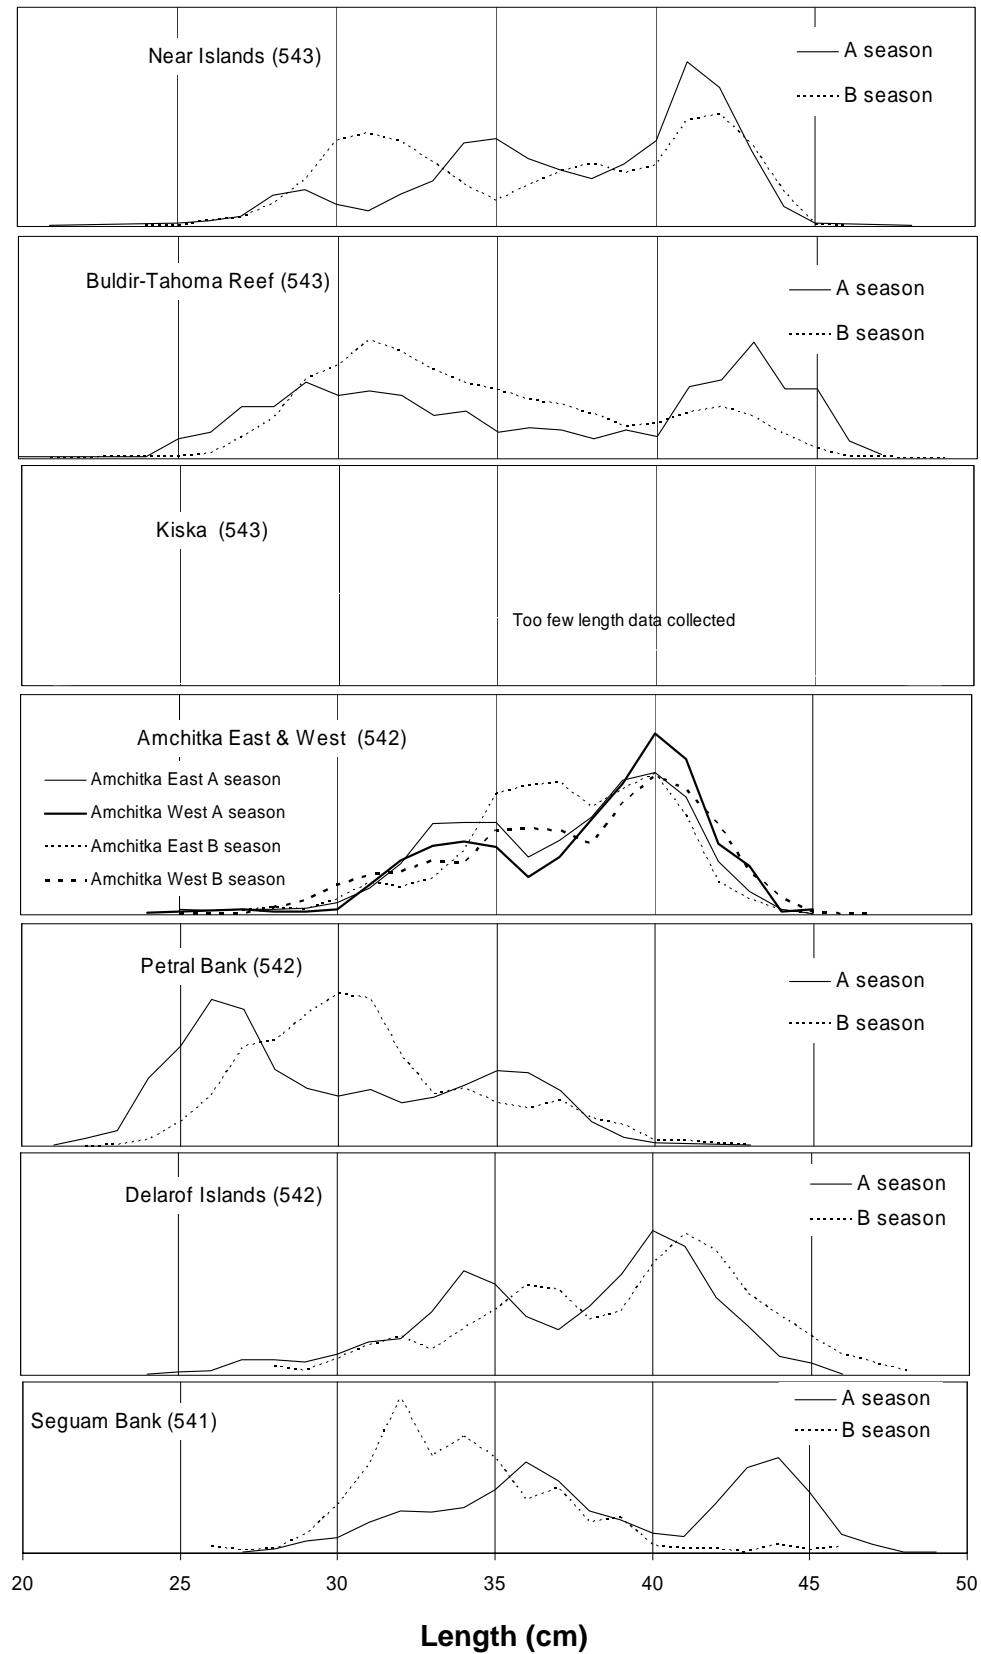 Near Islands (543)
A season
B season
Buldir-Tahoma Reef (543)
A season
B season
Kiska (543)
Too few length data collected
Amchitka East & West (542)
Amchitka East A season
Amchitka West A season
Amchitka East B season
Amchitka West B season
Petral Bank (542)
A season
B season
Delarof Islands (542)
A season
B season
Seguam Bank (541)
A season
B season
20 25 30 35 40 45 50
Length (cm)